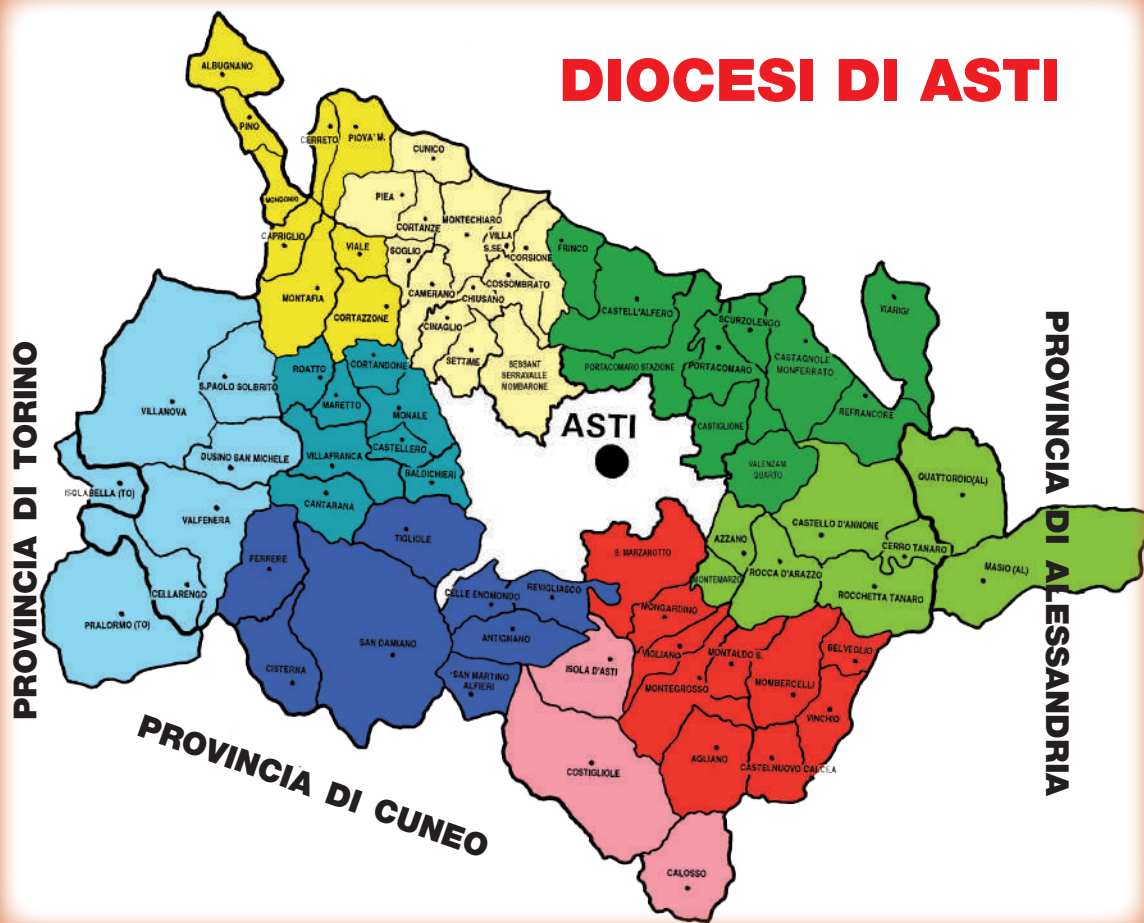 DIOCESI DI ASTI
ALBUGNANO
PINO
CERRETO
PIOVA' M.
CUNICO
MONDONIO
PIEA
CORTANZE
MONTECHIARO
CAPRIGLIO
VIALE
SOGLIO
VILLA
S.SE.
CORSIONE
FRINCO
COSSOMBRATO
CAMERANO
CHIUSANO
MONTAFIA
CORTAZZONE
CINAGLIO
SETTIME
SESSANT
SERRAVALLE
MOMBARONE
CASTELL'ALFERO
SCURZOLENGO
VIARIGI
CASTAGNOLE
MONFERRATO
PORTACOMARO STAZIONE
PORTACOMARO
REFRANCORE
CASTIGLIONE
VALENZANI
QUARTO
ROATTO
CORTANDONE
S.PAOLO SOLBRITO
MARETTO
MONALE
VILLANOVA
CASTELLERO
DUSINO SAN MICHELE
VILLAFRANCA
BALDICHIERI
ISOLABELLA (TO)
CANTARANA
VALFENERA
ASTI
QUATTORDIO(AL)
CASTELLO D'ANNONE
AZZANO
CERRO TANARO
MASIO (AL)
ROCCA D'ARAZZO
MONTEMARZO
ROCCHETTA TANARO
TIGLIOLE
FERRERE
S. MARZANOTTO
CELLARENGO
PRALORMO (TO)
CELLE ENOMONDO
REVIGLIASCO
MONGARDINO
ANTIGNANO
SAN DAMIANO
VIGLIANO
MONTALDO S.
BELVEGLIO
CISTERNA
SAN MARTINO
ALFIERI
ISOLA D'ASTI
MONTEGROSSO
MOMBERCELLI
VINCHIO
AGLIANO
CASTELNUOVO CALCEA
COSTIGLIOLE
CALOSSO
PROVINCIA DI TORINO
PROVINCIA DI CUNEO
PROVINCIA DI ALESSANDRIA